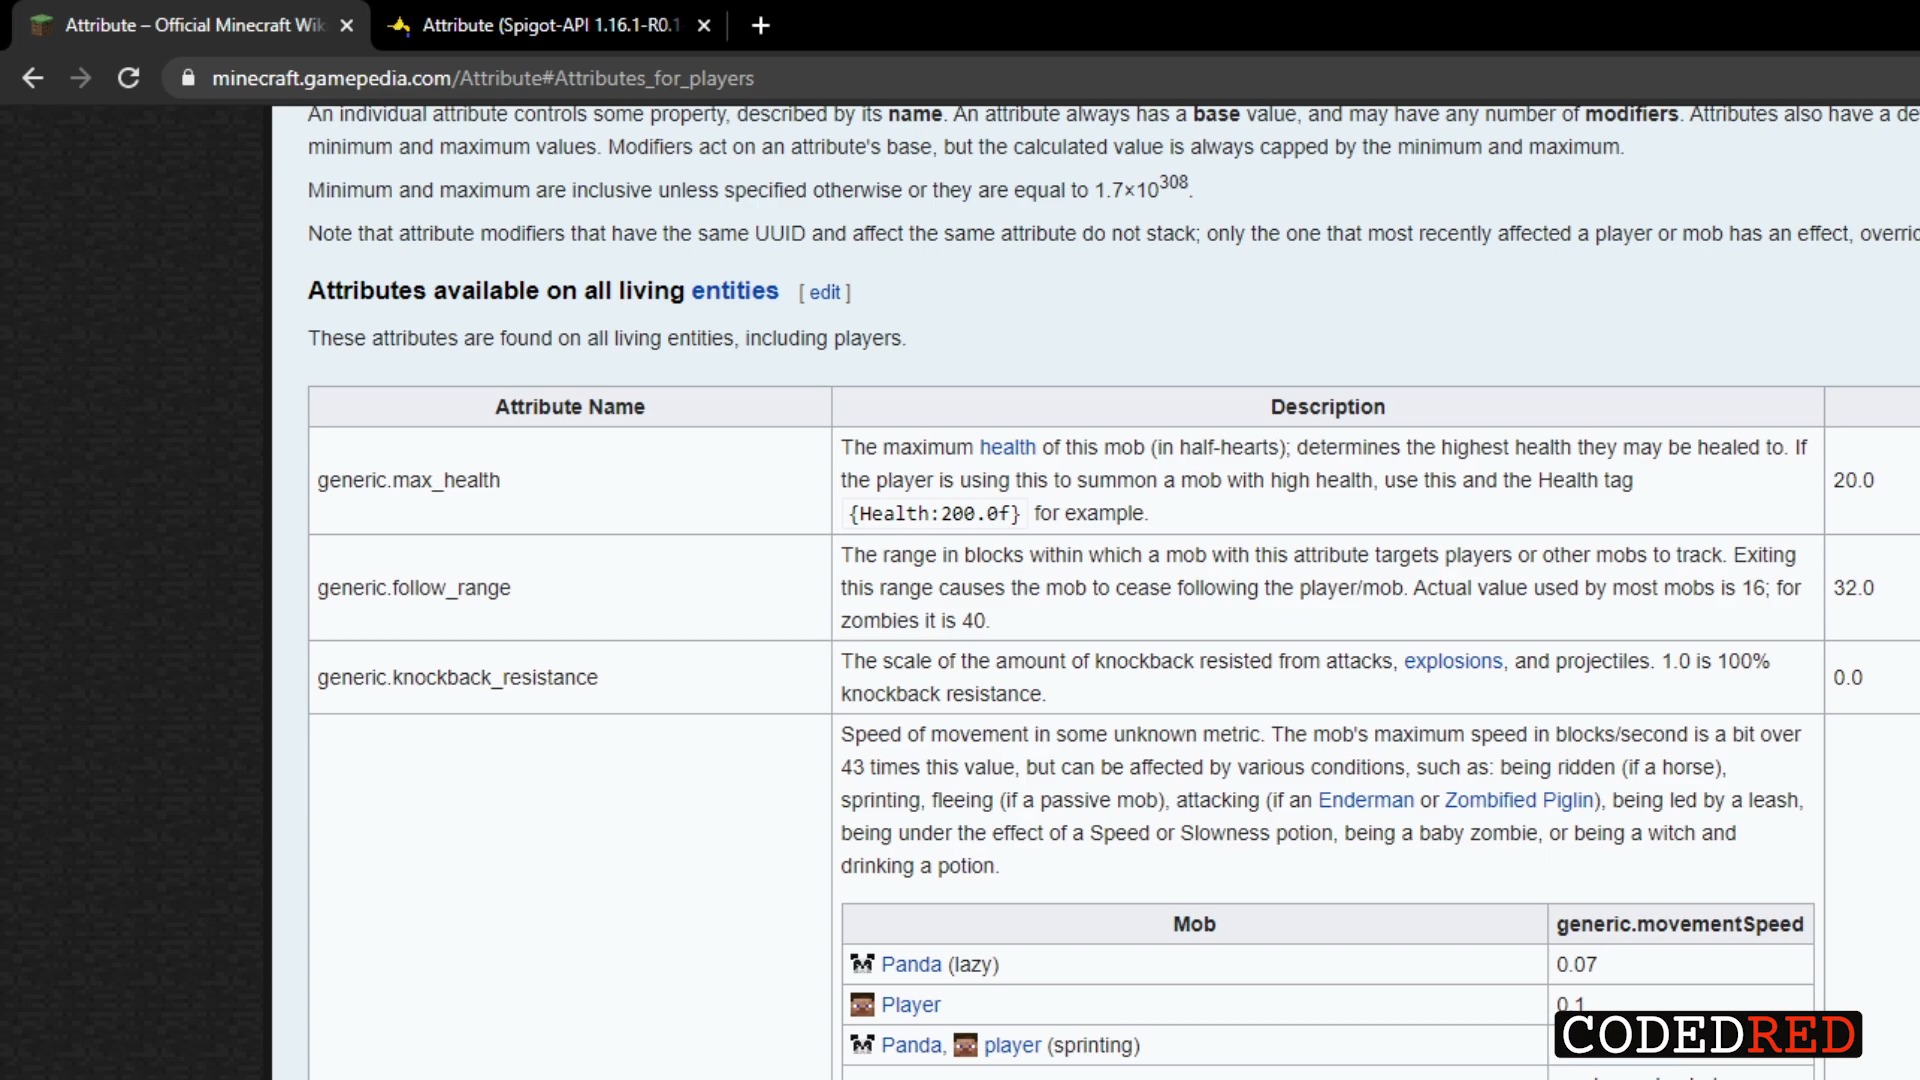 Attribute – Official Minecraft Wik
Attribute (Spigot-API 1.16.1-R0.1
minecraft.gamepedia.com/Attribute#Attributes_for_players
An individual attribute controls some property, described by its name. An attribute always has a base value, and may have any number of modifiers. Attributes also have a de
minimum and maximum values. Modifiers act on an attribute's base, but the calculated value is always capped by the minimum and maximum.
Minimum and maximum are inclusive unless specified otherwise or they are equal to 1.7×10^308.
Note that attribute modifiers that have the same UUID and affect the same attribute do not stack; only the one that most recently affected a player or mob has an effect, overric
Attributes available on all living entities [ edit ]
These attributes are found on all living entities, including players.
Attribute Name Description
generic.max_health
The maximum health of this mob (in half-hearts); determines the highest health they may be healed to. If
the player is using this to summon a mob with high health, use this and the Health tag
{Health:200.0f} for example.
20.0
generic.follow_range
The range in blocks within which a mob with this attribute targets players or other mobs to track. Exiting
this range causes the mob to cease following the player/mob. Actual value used by most mobs is 16; for
zombies it is 40.
32.0
generic.knockback_resistance
The scale of the amount of knockback resisted from attacks, explosions, and projectiles. 1.0 is 100%
knockback resistance.
0.0
Speed of movement in some unknown metric. The mob's maximum speed in blocks/second is a bit over
43 times this value, but can be affected by various conditions, such as: being ridden (if a horse),
sprinting, fleeing (if a passive mob), attacking (if an Enderman or Zombified Piglin), being led by a leash,
being under the effect of a Speed or Slowness potion, being a baby zombie, or being a witch and
drinking a potion.
Mob generic.movementSpeed
Panda (lazy) 0.07
Player 0.1
Panda, player (sprinting)
CODEDRED